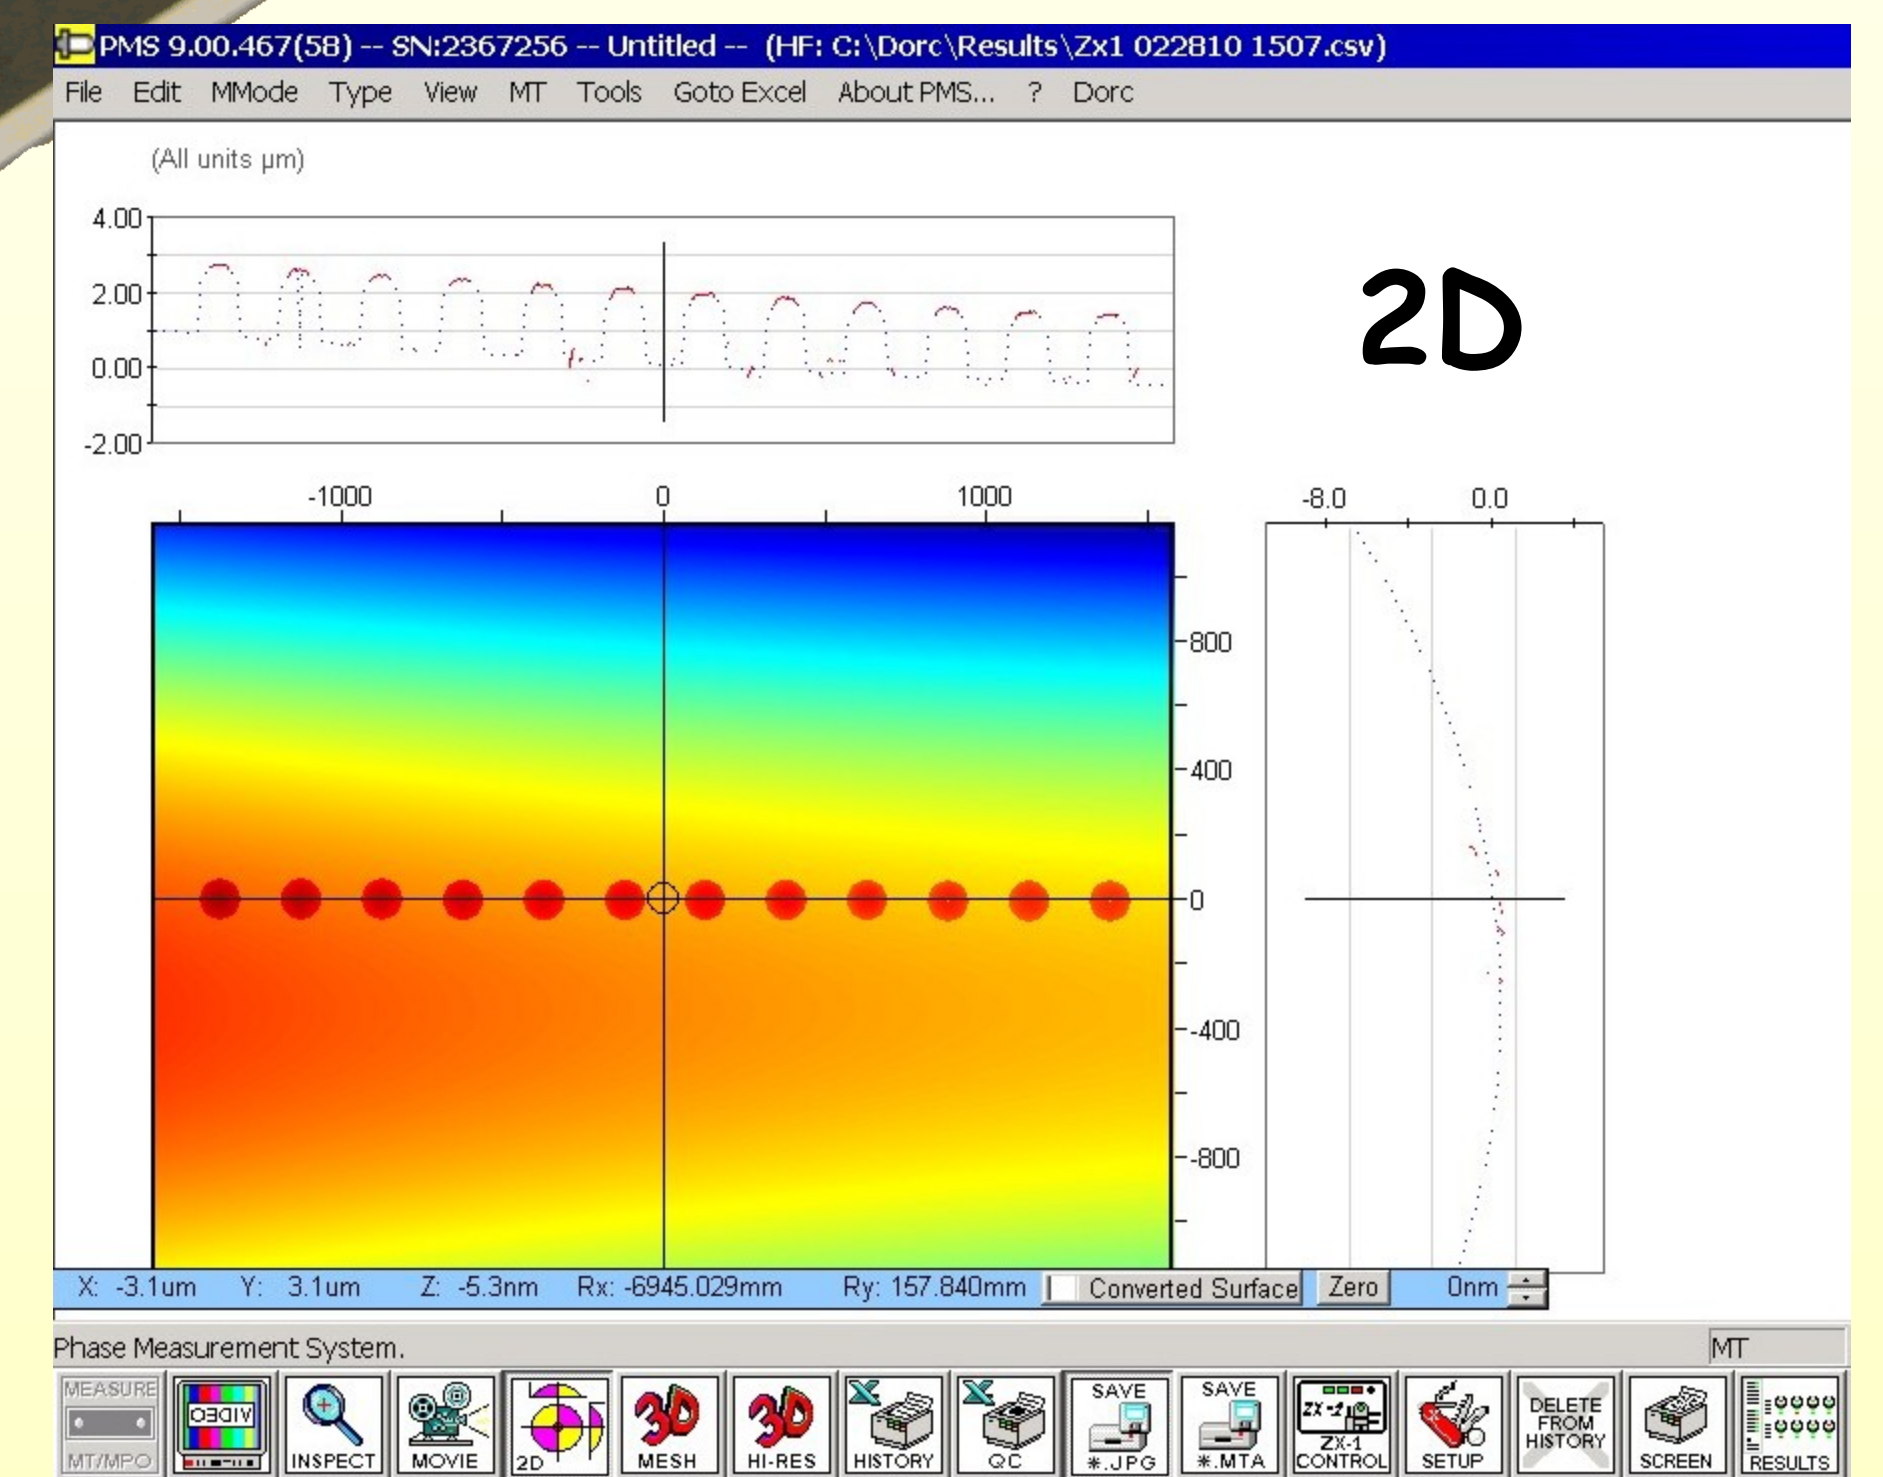 PMS 9.00.467(58) -- SN:2367256 -- Untitled -- (HF: C:\Dorc\Results\Zx1 022810 1507.csv)
File Edit MMode Type View MT Tools Goto Excel About PMS... ? Dorc
(All units µm)
4.00
2.00
0.00
-2.00
2D
-1000 0 1000
-8.0 0.0
800
400
0
-400
-800
X: -3.1um Y: 3.1um Z: -5.3nm Rx: -6945.029mm Ry: 157.840mm Converted Surface Zero 0nm
Phase Measurement System. MT
MEASURE
MT/MPO
VIDEO
INSPECT
MOVIE
2D
3D
MESH
3D
HI-RES
HISTORY
QC
SAVE
*.JPG
SAVE
*.MTA
ZX-1
ZX-1
CONTROL
SETUP
DELETE
FROM
HISTORY
SCREEN
RESULTS